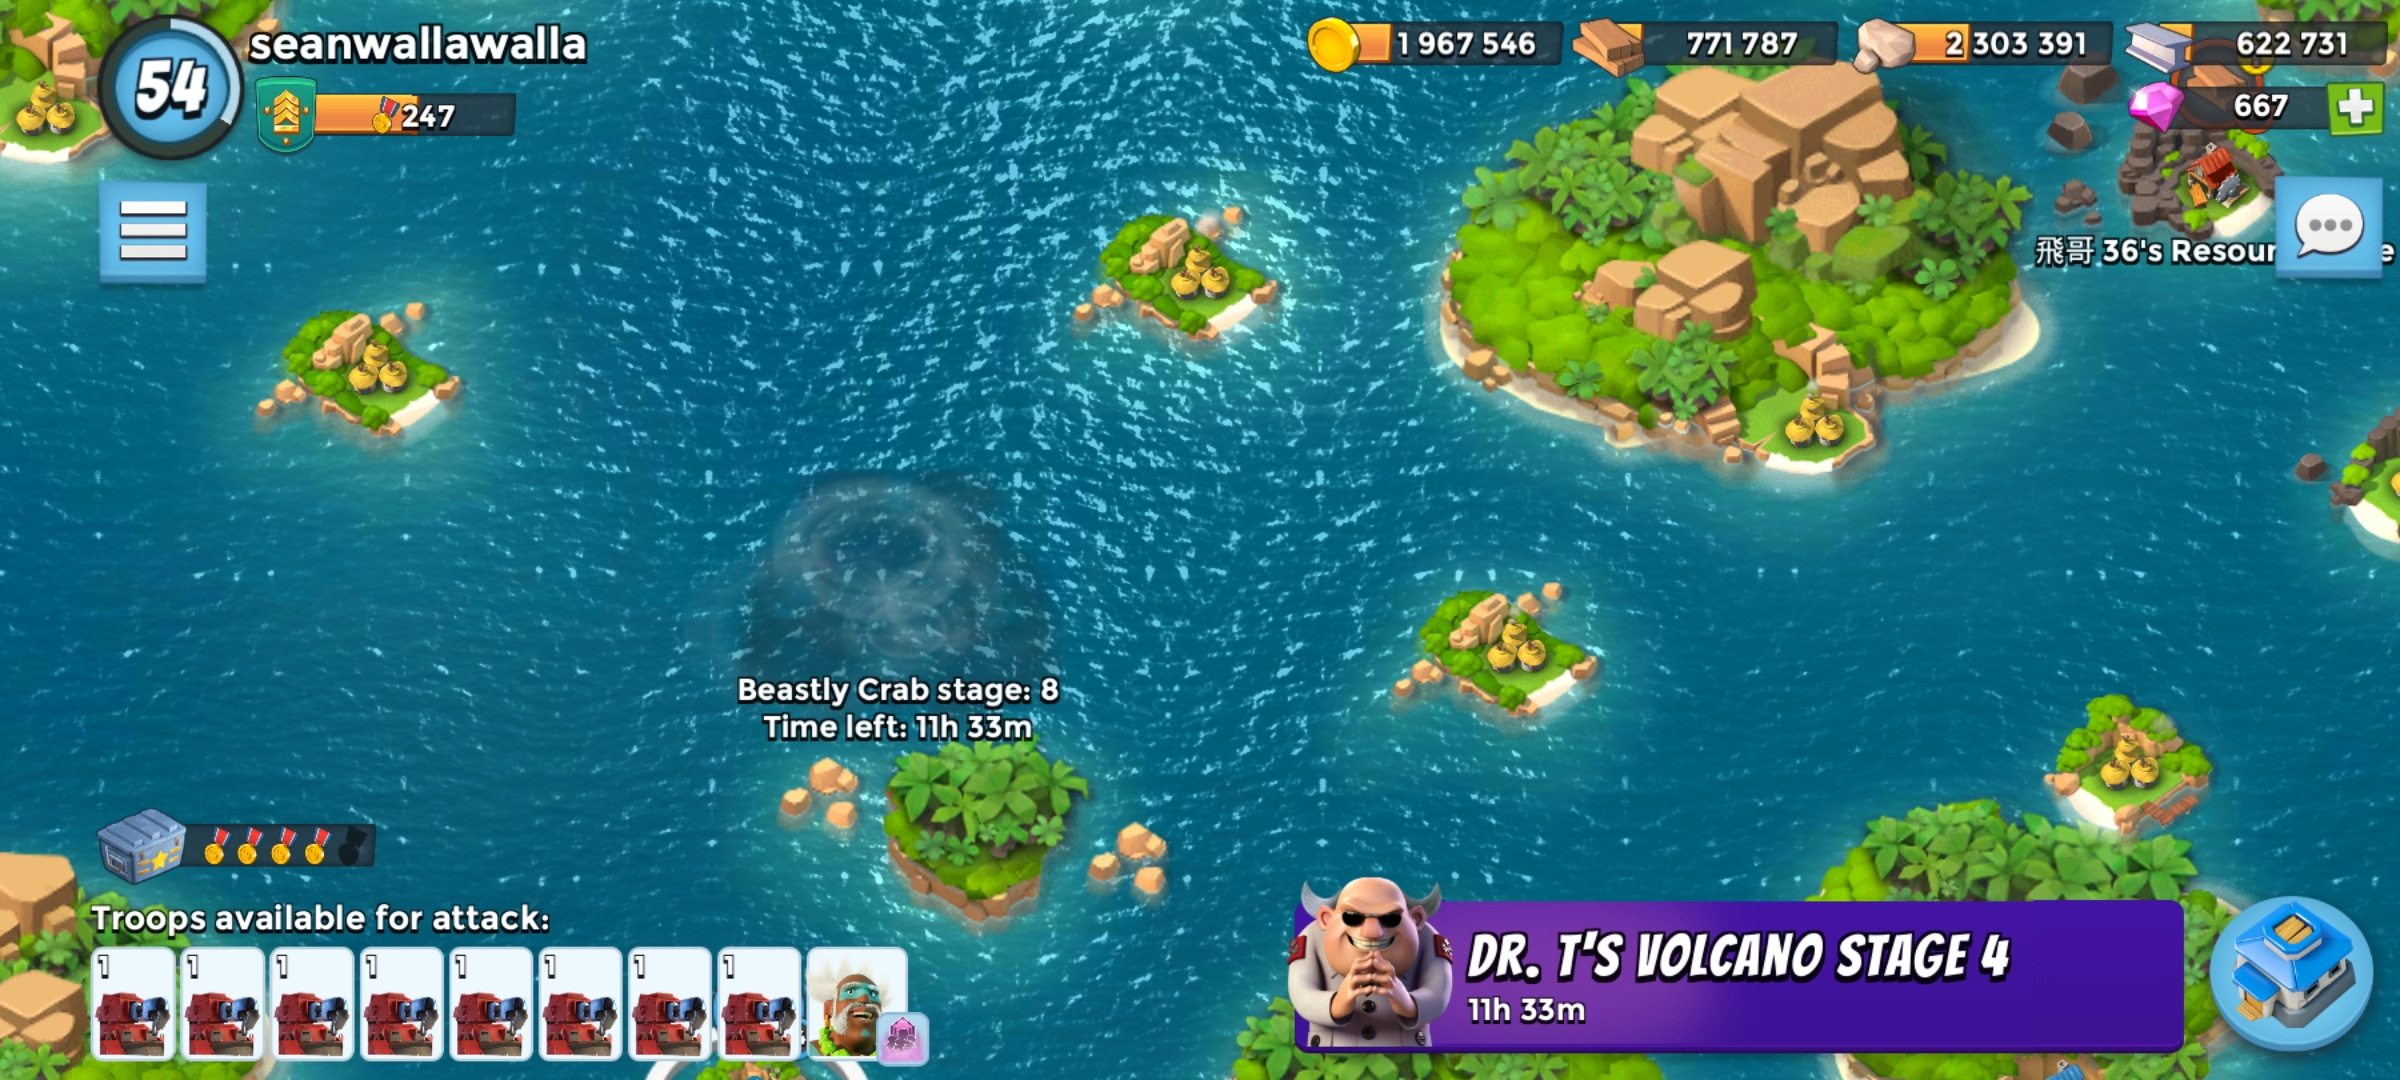 54
seanwallawalla
247
1 967 546
771 787
2 303 391
622 731
667
飛哥 36's Resour
Beastly Crab stage: 8
Time left: 11h 33m
Troops available for attack:
1 1 1 1 1 1 1 1
DR. T'S VOLCANO STAGE 4
11h 33m